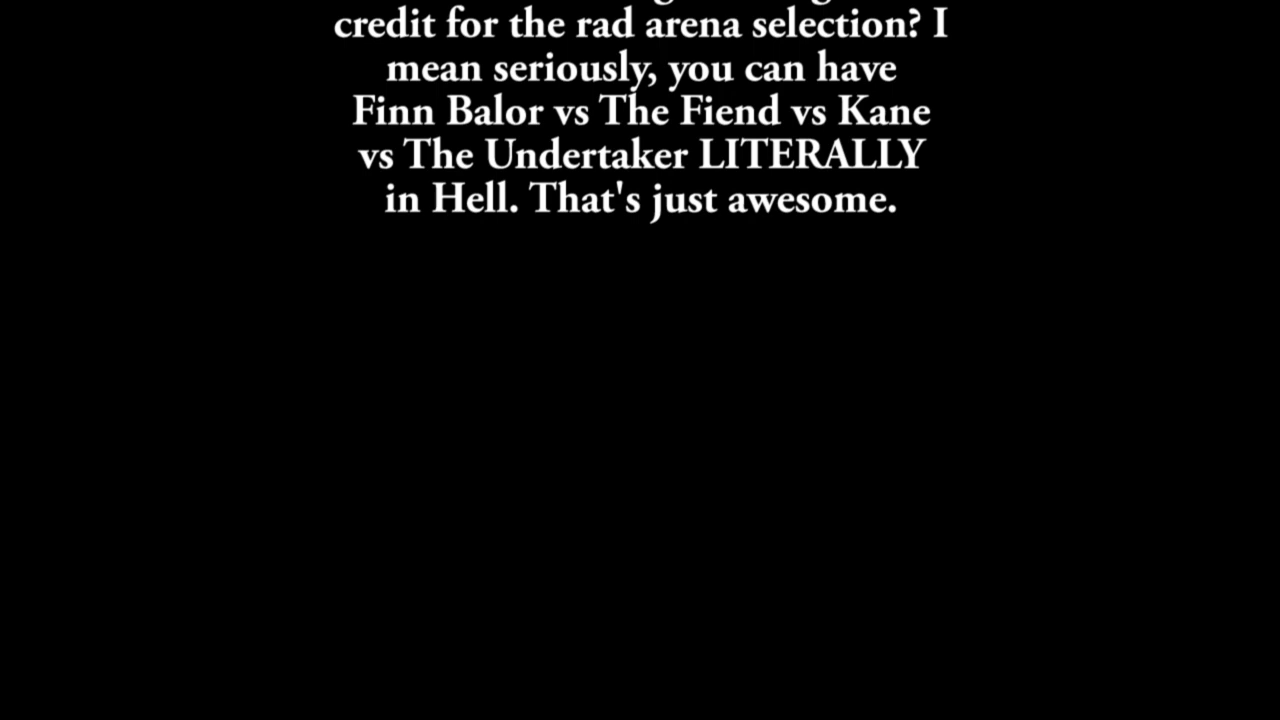 credit for the rad arena selection? I
mean seriously, you can have
Finn Balor vs The Fiend vs Kane
vs The Undertaker LITERALLY
in Hell. That's just awesome.